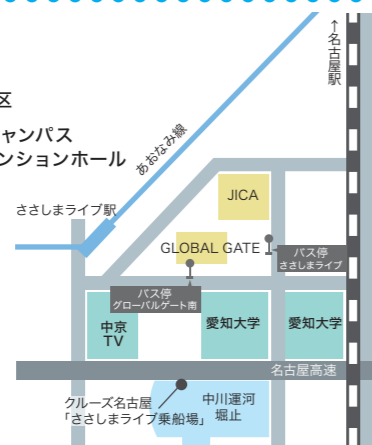 ↑名古屋駅
区
キャンパス
ンションホール
あおなみ線
ささしまライブ駅
JICA
GLOBAL GATE
バス停
ささしまライブ
バス停
グローバルゲート南
中京
TV
愛知大学
愛知大学
名古屋高速
クルーズ名古屋
「ささしまライブ乗船場」
中川運河
堀止